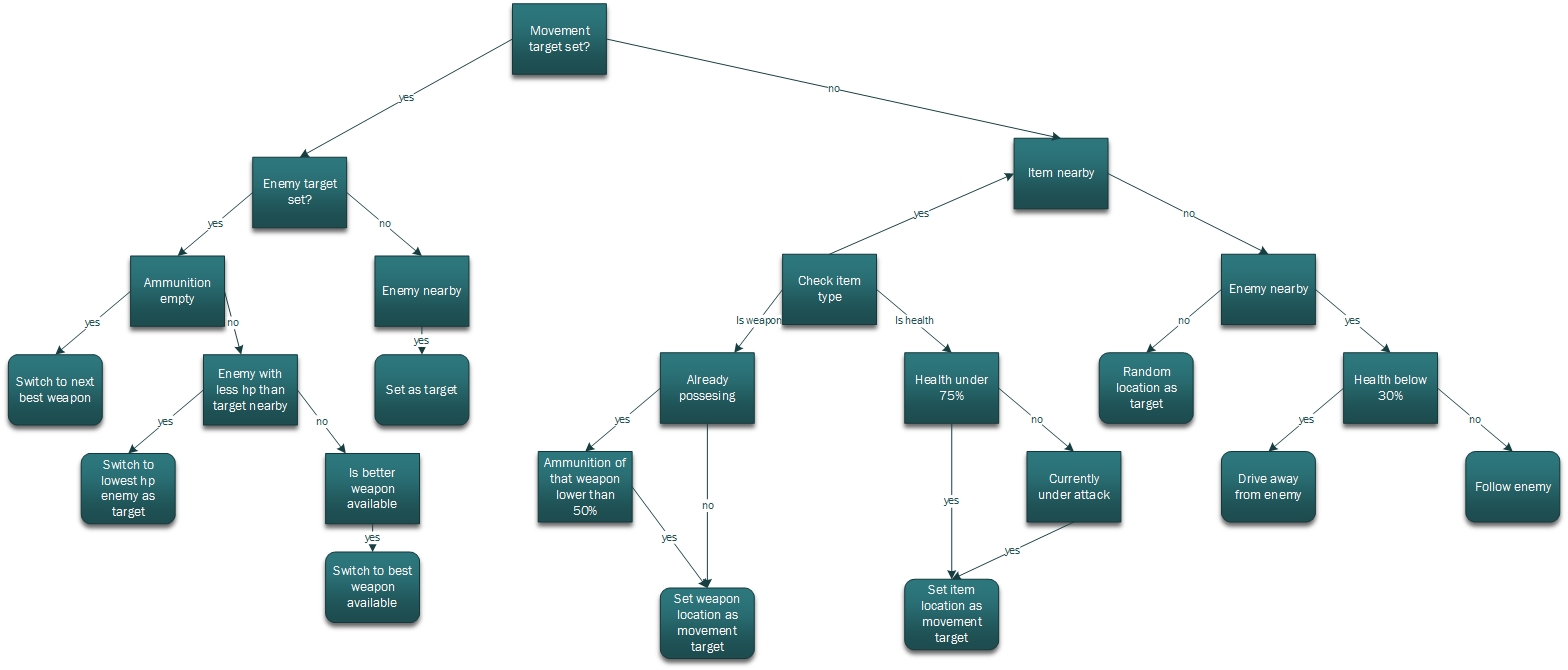 Movement
target set?
yes
no
Enemy target
set?
Item nearby
yes
no
yes
no
Ammunition
empty
Enemy nearby
Check item
type
Enemy nearby
yes
no
yes
Is weapon
Is health
no
yes
Switch to next
best weapon
Enemy with
less hp than
target nearby
Set as target
Already
possesing
Health under
75%
Random
location as
target
Health below
30%
yes
no
yes
no
no
yes
no
Switch to
lowest hp
enemy as
target
Is better
weapon
available
Ammunition of
that weapon
lower than
50%
Currently
under attack
Drive away
from enemy
Follow enemy
yes
yes
no
yes
yes
Switch to best
weapon
available
Set weapon
location as
movement
target
Set item
location as
movement
target